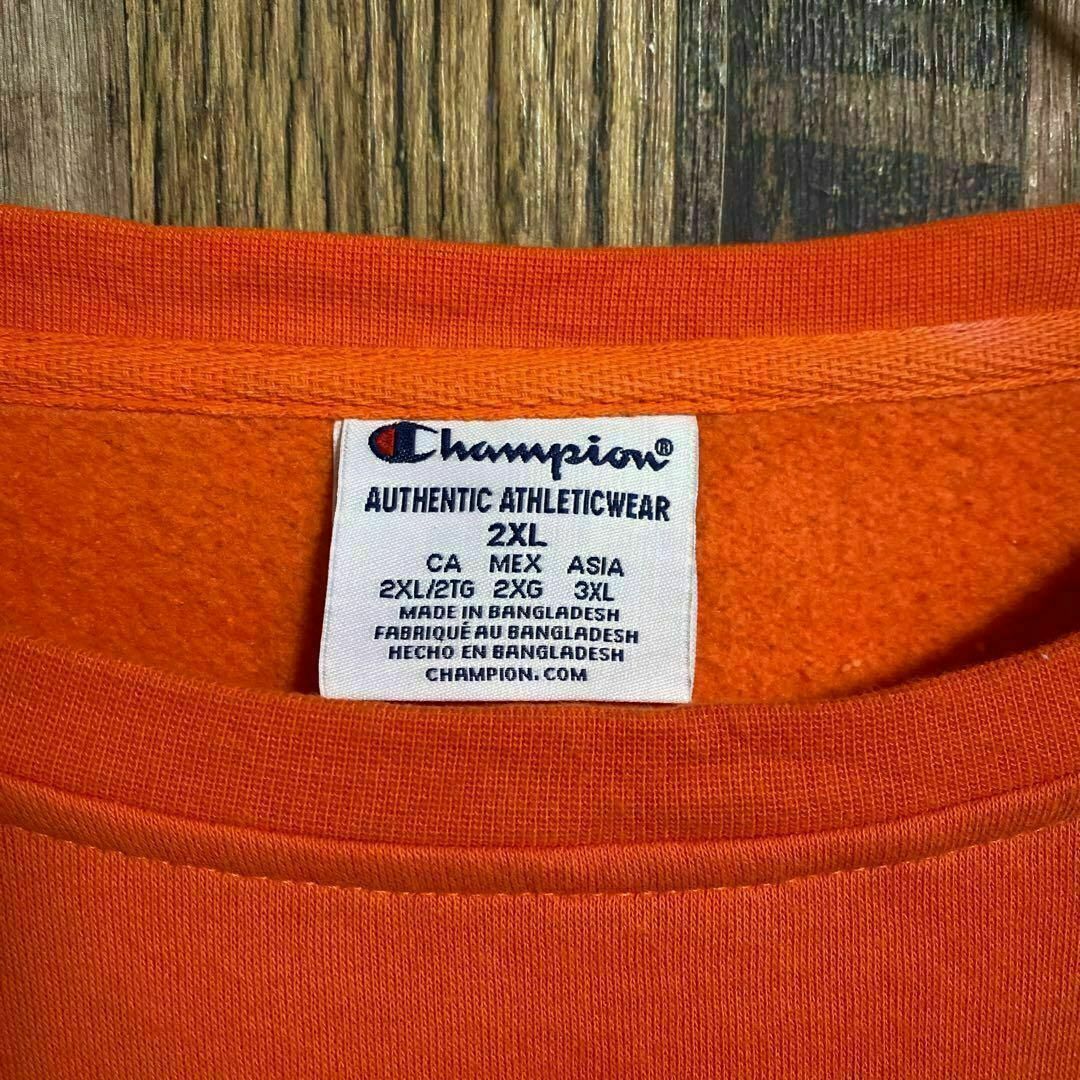 Champion®
AUTHENTIC ATHLETICWEAR
2XL
CA MEX ASIA
2XL/2TG 2XG 3XL
MADE IN BANGLADESH
FABRIQUÉ AU BANGLADESH
HECHO EN BANGLADESH
CHAMPION.COM